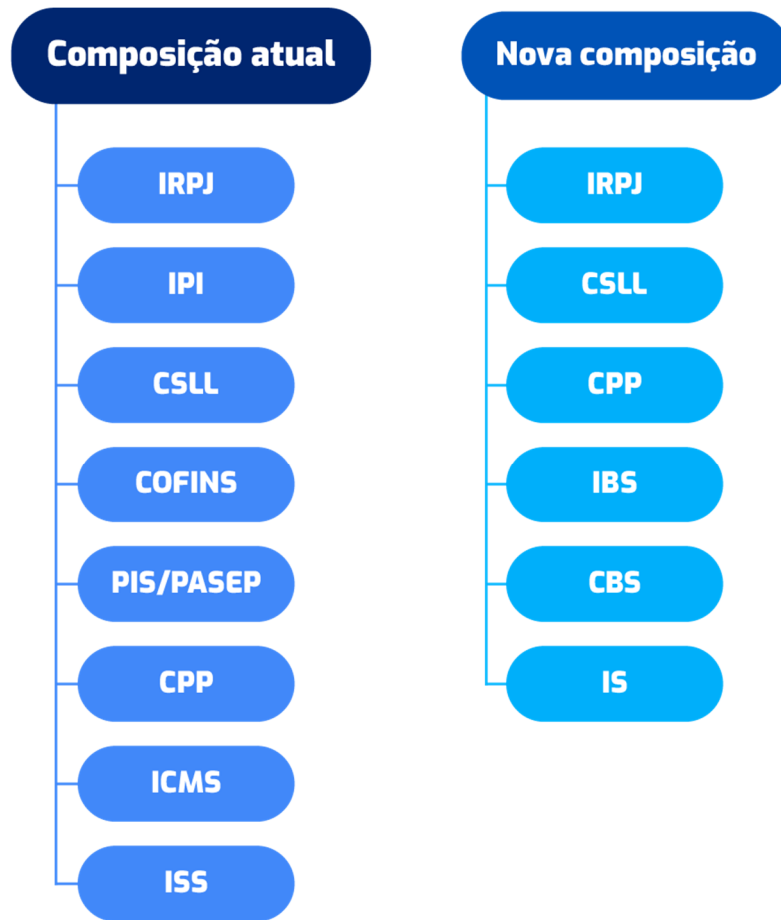 Composição atual
IRPJ
IPI
CSLL
COFINS
PIS/PASEP
CPP
ICMS
ISS
Nova composição
IRPJ
CSLL
CPP
IBS
CBS
IS